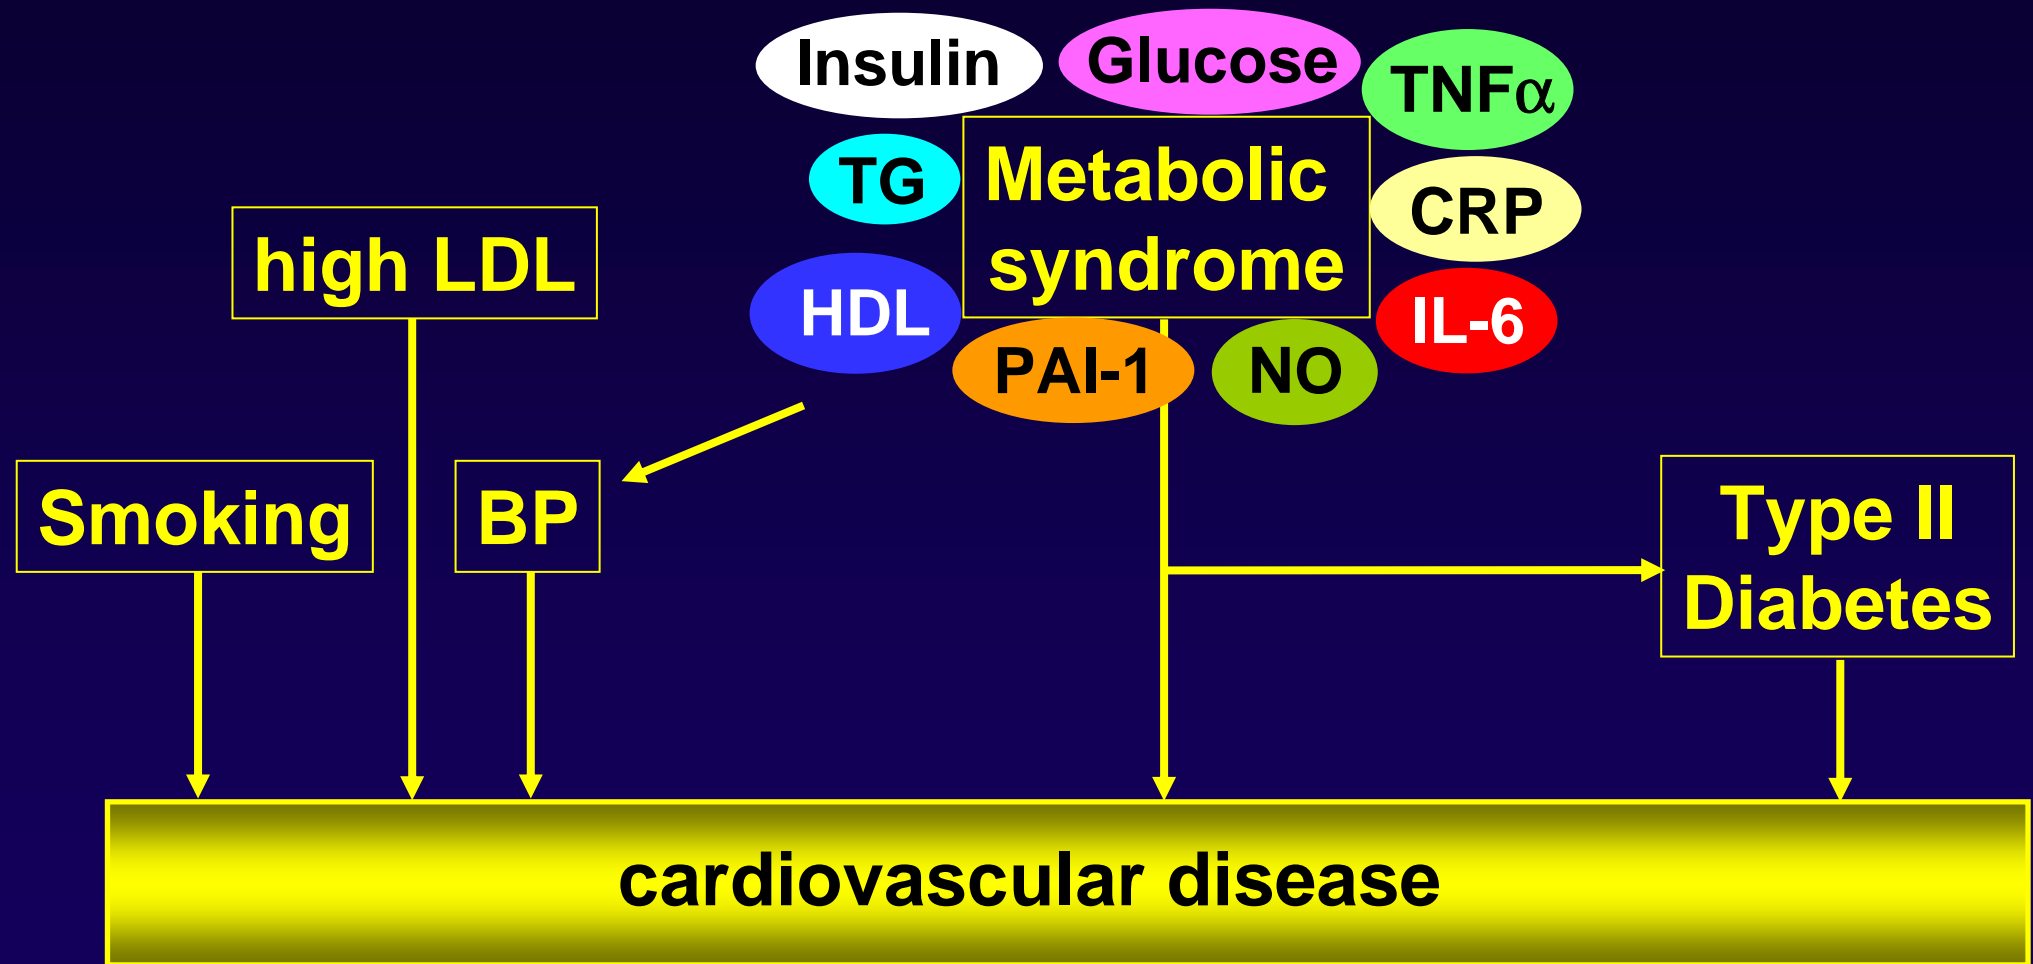 Insulin
Glucose
TNFα
TG
Metabolic
syndrome
CRP
high LDL
HDL
IL-6
PAI-1
NO
Smoking
BP
Type II
Diabetes
cardiovascular disease